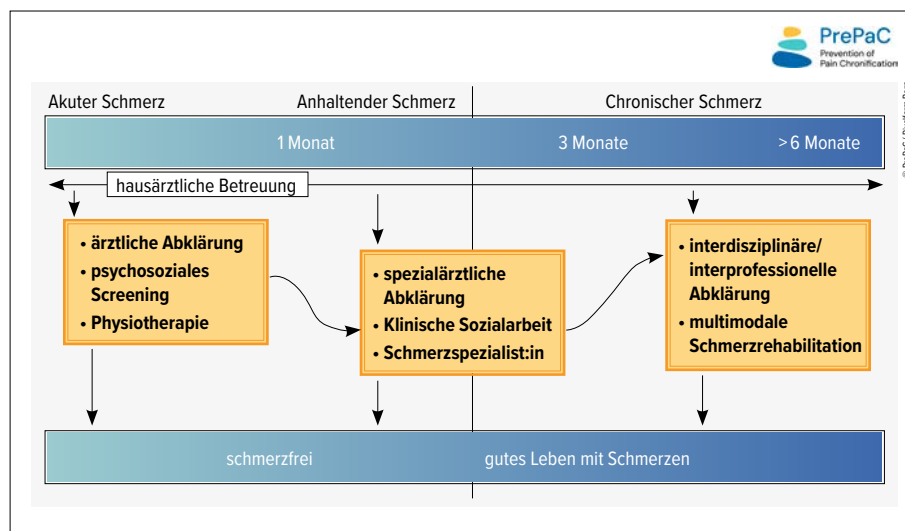 PrePaC
Prevention of
Pain Chronification
Akuter Schmerz
Anhaltender Schmerz
Chronischer Schmerz
1 Monat
3 Monate
> 6 Monate
hausärztliche Betreuung
• ärztliche Abklärung
• psychosoziales
Screening
• Physiotherapie
• spezialärztliche
Abklärung
• Klinische Sozialarbeit
• Schmerzspezialist:in
• interdisziplinäre/
interprofessionelle
Abklärung
• multimodale
Schmerzrehabilitation
schmerzfrei
gutes Leben mit Schmerzen